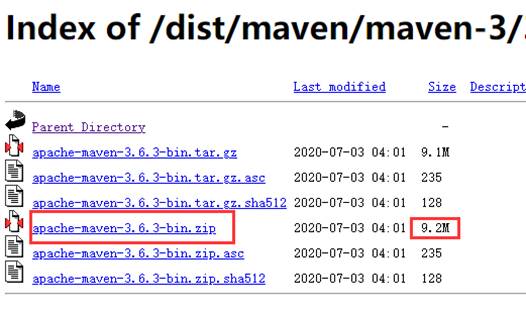 Index of /dist/maven/maven-3/
Name Last modified Size Descript
Parent Directory -
apache-maven-3.6.3-bin.tar.gz 2020-07-03 04:01 9.1M
apache-maven-3.6.3-bin.tar.gz.asc 2020-07-03 04:01 235
apache-maven-3.6.3-bin.tar.gz.sha512 2020-07-03 04:01 128
apache-maven-3.6.3-bin.zip 2020-07-03 04:01 9.2M
apache-maven-3.6.3-bin.zip.asc 2020-07-03 04:01 235
apache-maven-3.6.3-bin.zip.sha512 2020-07-03 04:01 128